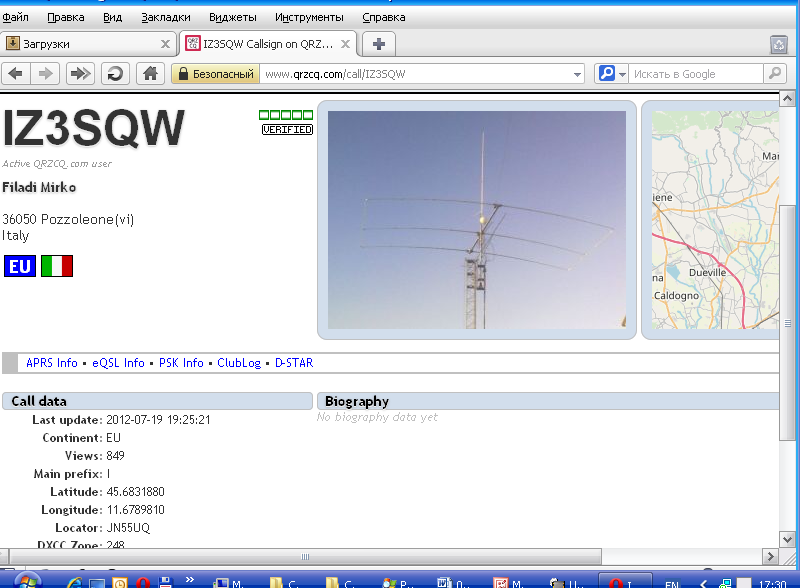 Файл Правка Вид Закладки Виджеты Инструменты Справка
Загрузки
IZ3SQW Callsign on QRZ...
Безопасный
www.qrzcq.com/call/IZ3SQW
Искать в Google
IZ3SQW
VERIFIED
Active QRZCQ.com user
Filadi Mirko
36050 Pozzoleone(vi)
Italy
EU
Dueville
Caldogno
APRS Info • eQSL Info • PSK Info • ClubLog • D-STAR
Call data
Biography
Last update: 2012-07-19 19:25:21
No biography data yet
Continent: EU
Views: 849
Main prefix: I
Latitude: 45.6831880
Longitude: 11.6789810
Locator: JN55UQ
DXCC Zone: 248
EN
17:30